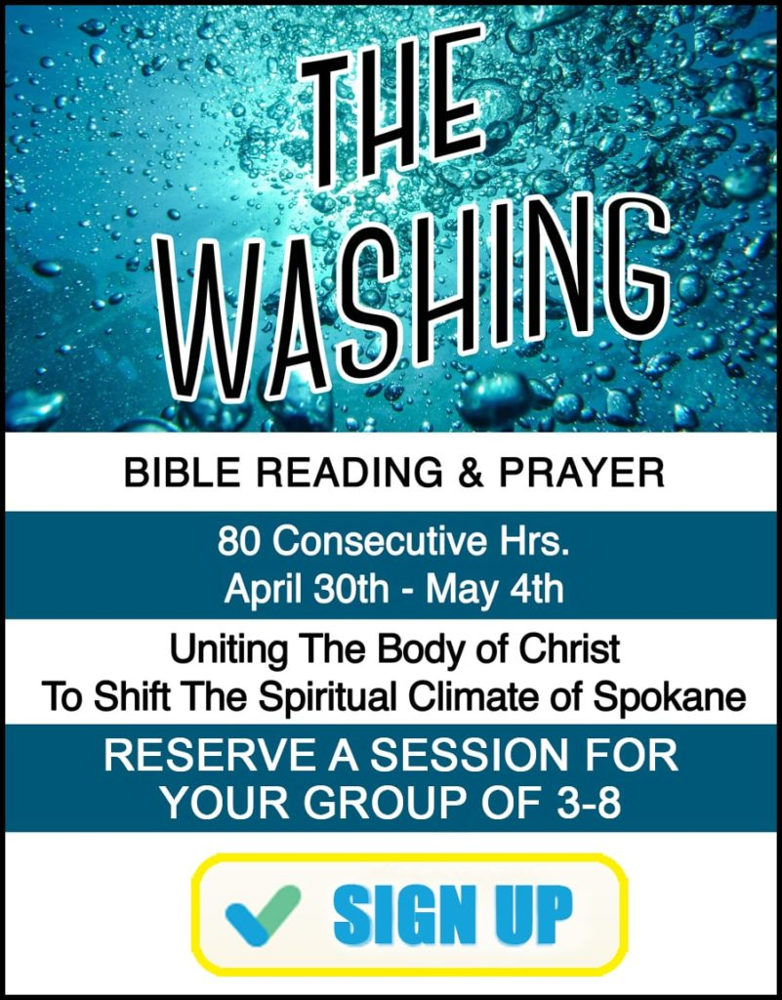 THE
WASHING
BIBLE READING & PRAYER
80 Consecutive Hrs.
April 30th - May 4th
Uniting The Body of Christ
To Shift The Spiritual Climate of Spokane
RESERVE A SESSION FOR
YOUR GROUP OF 3-8
SIGN UP